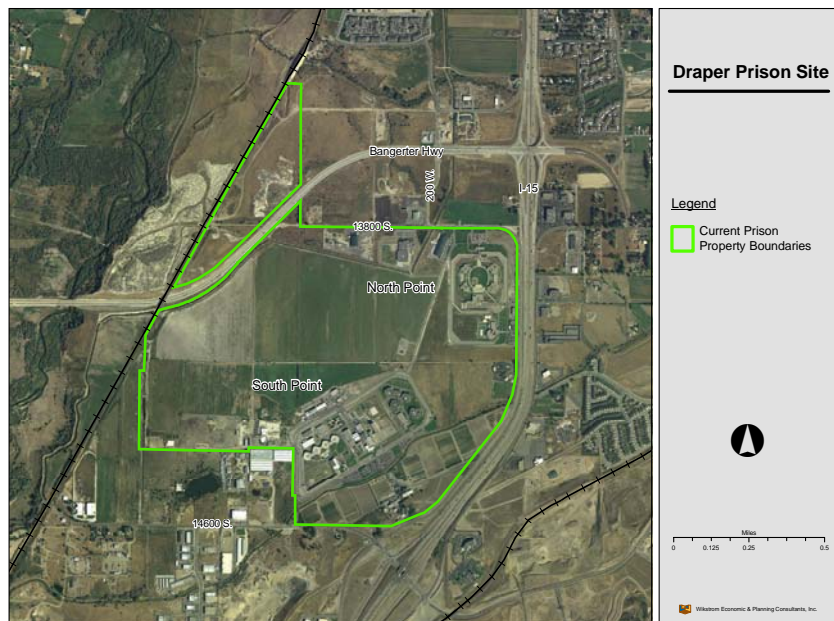 Draper Prison Site
Bangerter Hwy
200 W.
I-15
13800 S.
North Point
South Point
14600 S.
Legend
Current Prison
Property Boundaries
Miles
0 0.125 0.25 0.5
Wikstrom Economic & Planning Consultants, Inc.